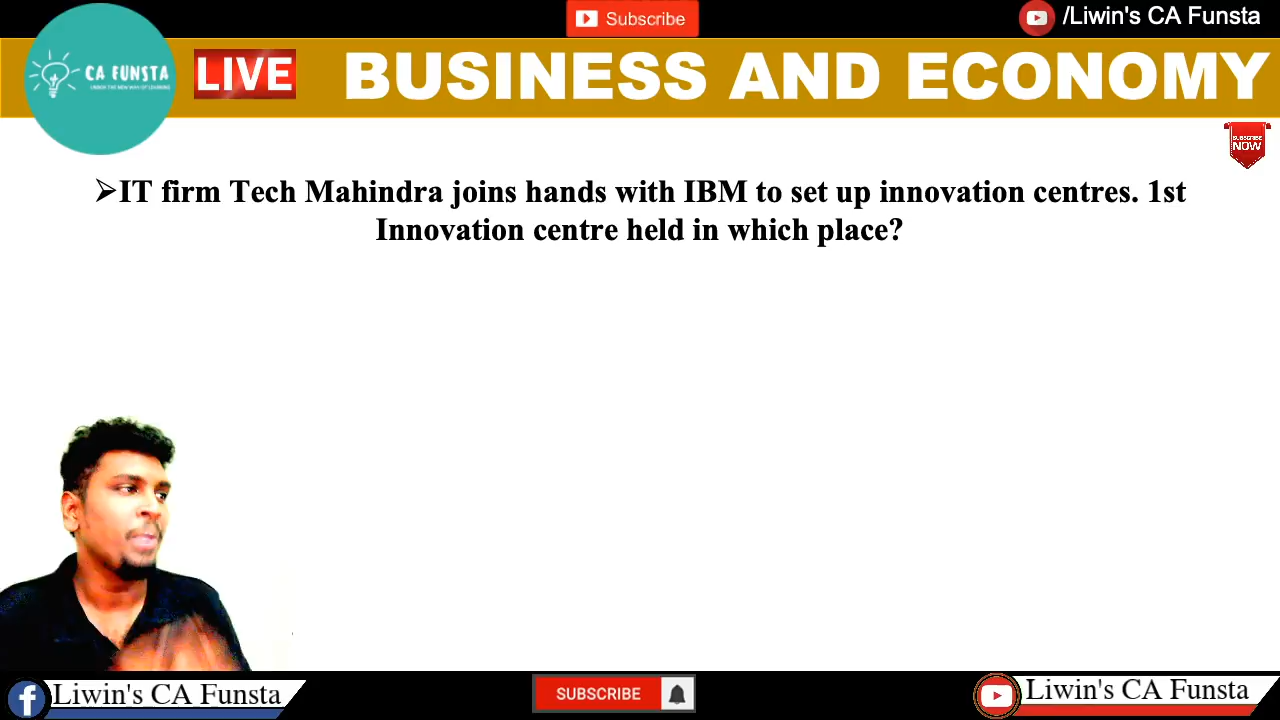 Subscribe
/Liwin's CA Funsta
CA FUNSTA
LIVE
BUSINESS AND ECONOMY
SUBSCRIBE
NOW
➢IT firm Tech Mahindra joins hands with IBM to set up innovation centres. 1st
Innovation centre held in which place?
Liwin's CA Funsta
SUBSCRIBE
Liwin's CA Funsta